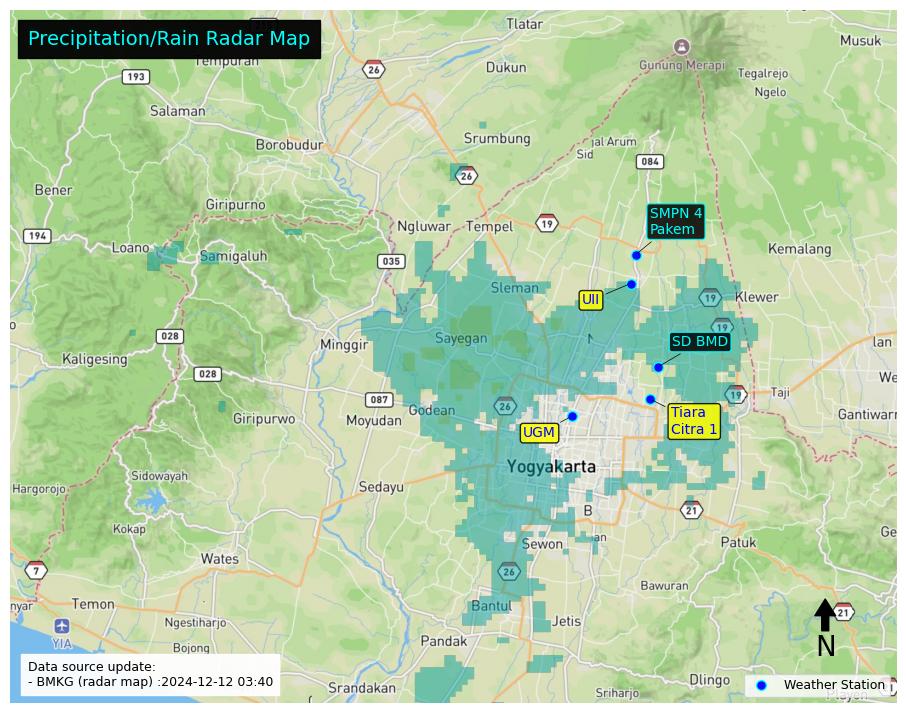 Precipitation/Rain Radar Map
Tlatar
Musuk
Tempuran
26
Gunung Merapi
Dukun
193
Tegalrejo
Ngelo
Salaman
Srumbung
Borobudur
jal Arum
Sid
084
26
Bener
Giripurno
SMPN 4
Pakem
194
Ngluwar
Tempel
19
Loano
Samigaluh
035
Kemalang
Sleman
UII
19
Klewer
o
19
028
Minggir
Sayegan
N
SD BMD
lan
Kaligesing
028
We
087
Godean
26
19
Taji
Giripurwo
Moyudan
Tiara
Citra 1
Gantiwarn
UGM
Yogyakarta
Sidowayah
Hargorojo
Sedayu
B
21
Kokap
Ge
an
Sewon
Patuk
Wates
7
26
Bawuran
nyar
Temon
Bantul
21
Ngestiharjo
Jetis
YIA
Bojong
Pandak
N
Data source update:
- BMKG (radar map) :2024-12-12 03:40
Srandakan
Dlingo
Sriharjo
Weather Station
Playen